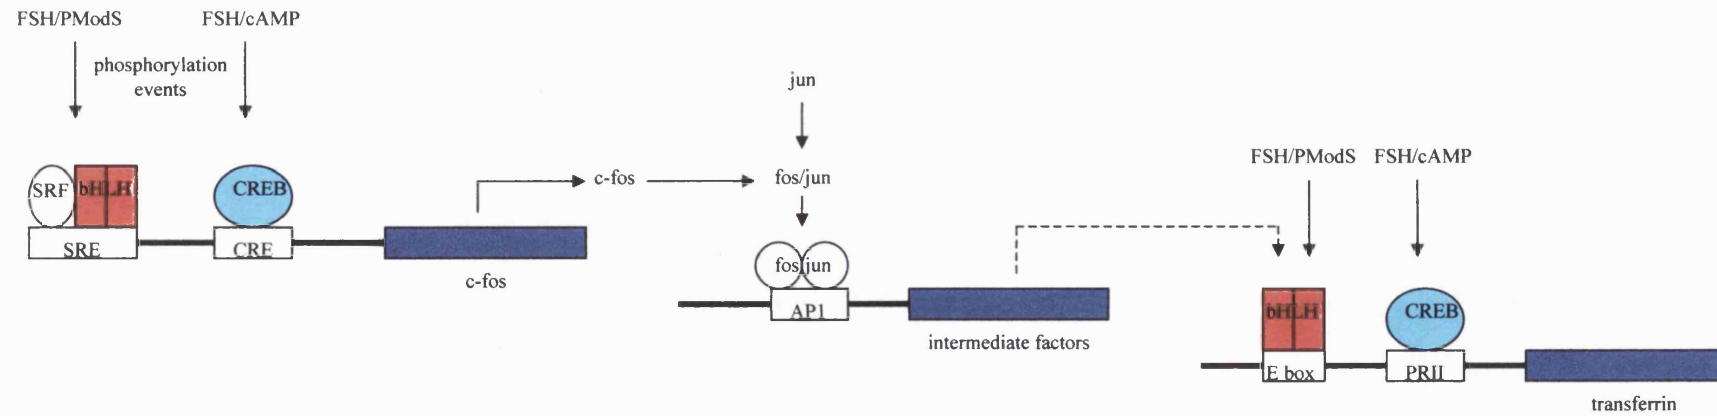 FSH/PModS
FSH/cAMP
phosphorylation
events
SRF
bHLH
CREB
SRE
CRE
c-fos
c-fos
jun
fos/jun
fos/jun
AP1
intermediate factors
FSH/PModS
FSH/cAMP
bHLH
CREB
E box
PRII
transferrin